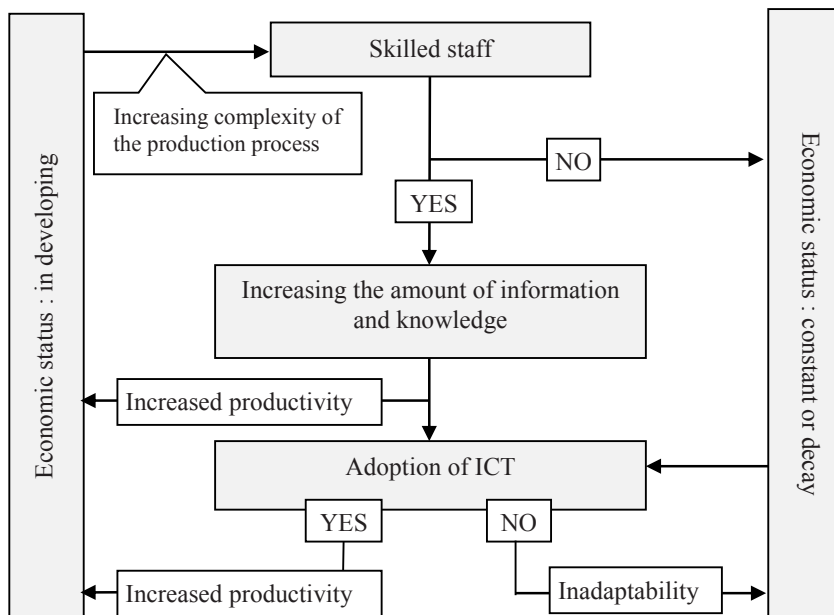 Skilled staff
Increasing complexity of
the production process
NO
YES
Economic status : in developing
Economic status : constant or decay
Increasing the amount of information
and knowledge
Increased productivity
Adoption of ICT
YES
NO
Increased productivity
Inadaptability